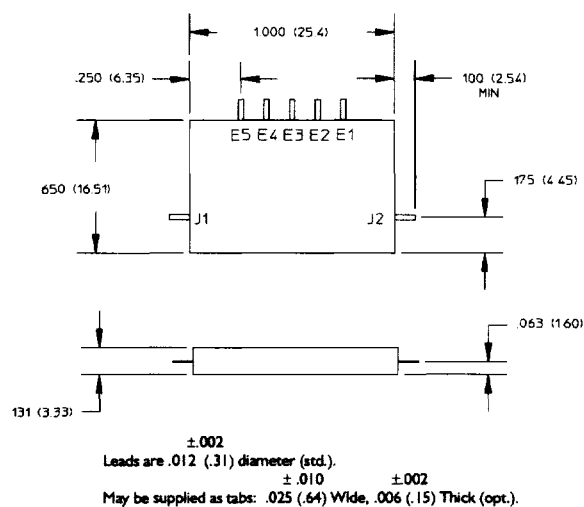 1.000 (25.4)
.250 (6.35)
.100 (2.54)
MIN
E5 E4 E3 E2 E1
.650 (16.51)
.175 (4.45)
J1
J2
.063 (1.60)
.131 (3.33)
±.002
Leads are .012 (.31) diameter (std.).
± .010 ±.002
May be supplied as tabs: .025 (.64) Wide, .006 (.15) Thick (opt.).